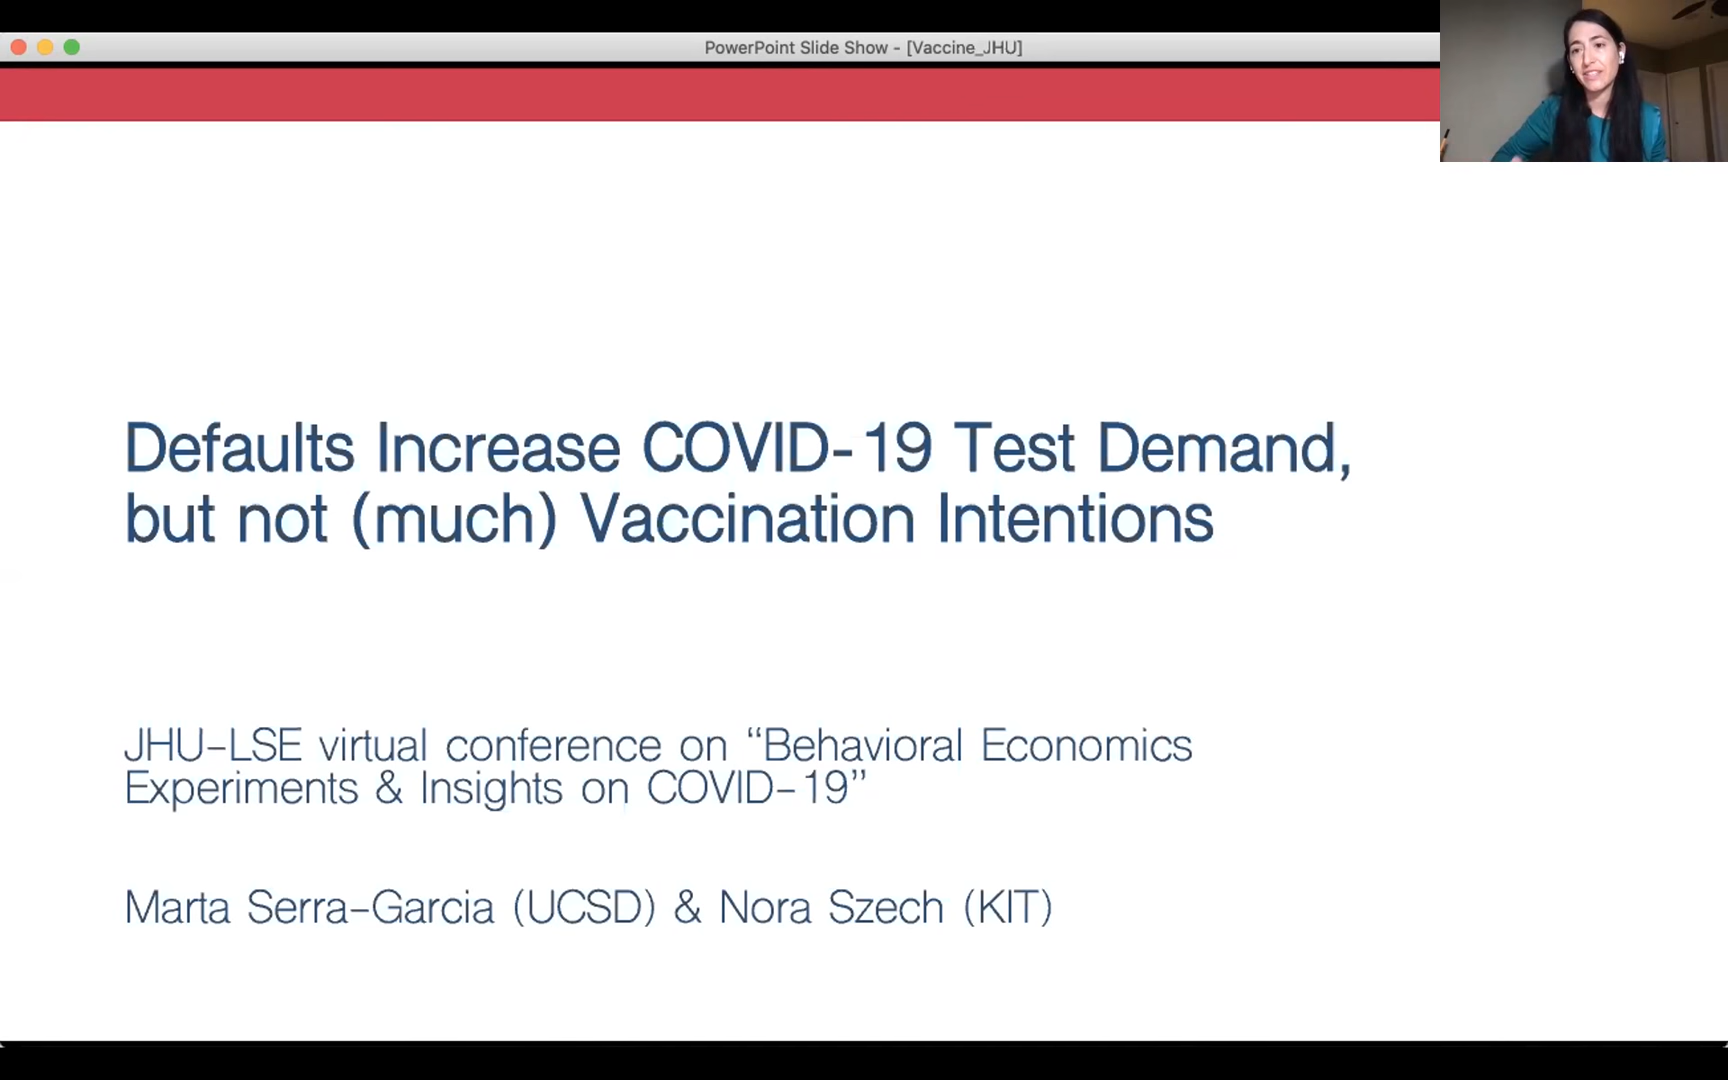 PowerPoint Slide Show - [Vaccine_JHU]
Defaults Increase COVID-19 Test Demand,
but not (much) Vaccination Intentions
JHU-LSE virtual conference on “Behavioral Economics
Experiments & Insights on COVID-19”
Marta Serra-Garcia (UCSD) & Nora Szech (KIT)